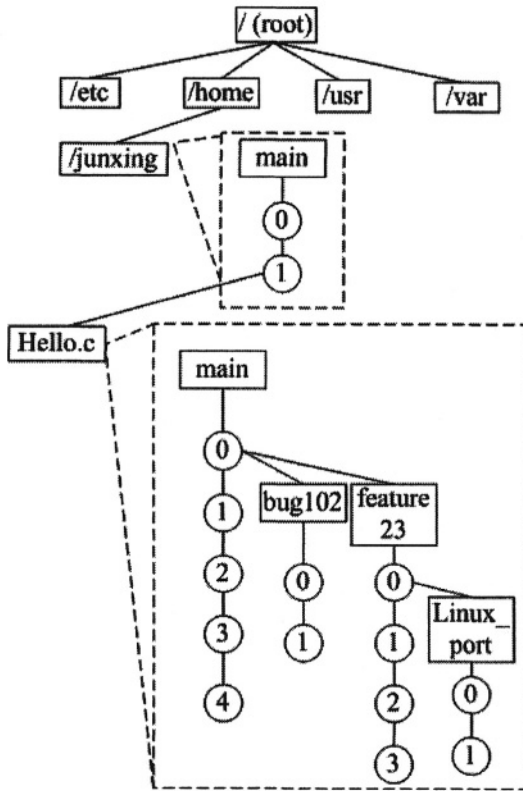 / (root)
/etc
/home
/usr
/var
/junxing
main
0
1
Hello.c
main
0
1
2
3
4
bug102
0
1
feature
23
0
1
2
3
Linux_
port
0
1